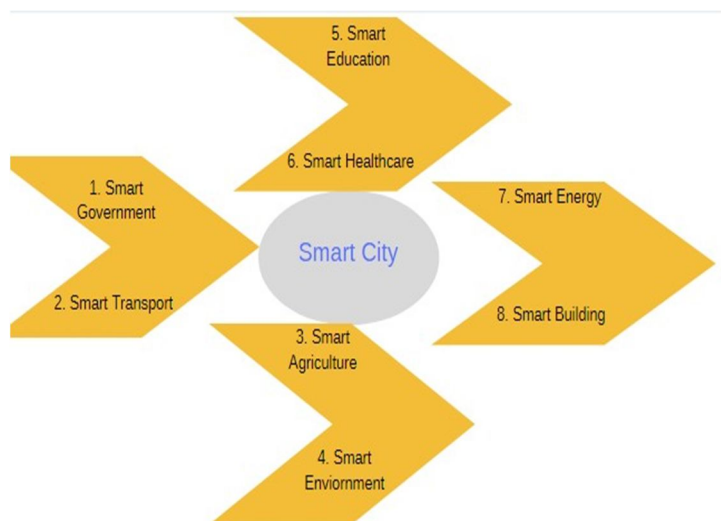 5. Smart
Education
6. Smart Healthcare
1. Smart
Government
2. Smart Transport
Smart City
7. Smart Energy
8. Smart Building
3. Smart
Agriculture
4. Smart
Enviornment